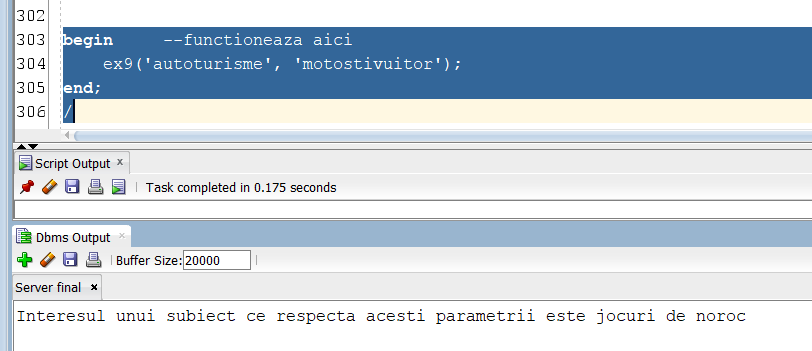 302
303 begin     --functioneaza aici
304     ex9('autoturisme', 'motostivuitor');
305 end;
306 /
Script Output ×
Task completed in 0.175 seconds
Dbms Output ×
Buffer Size: 20000
Server final ×
Interesul unui subiect ce respecta acesti parametrii este jocuri de noroc